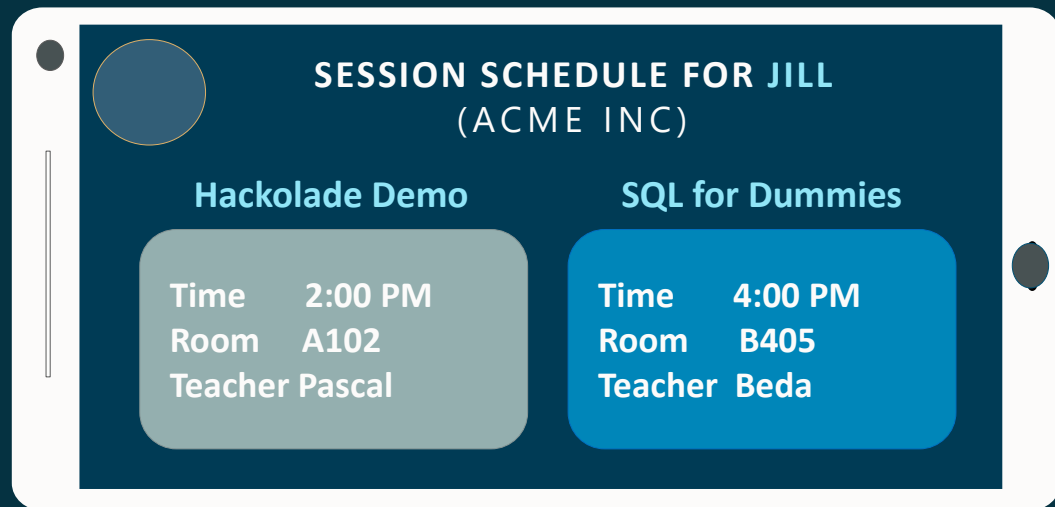 SESSION SCHEDULE FOR JILL
(ACME INC)
Hackolade Demo
Time 2:00 PM
Room A102
Teacher Pascal
SQL for Dummies
Time 4:00 PM
Room B405
Teacher Beda